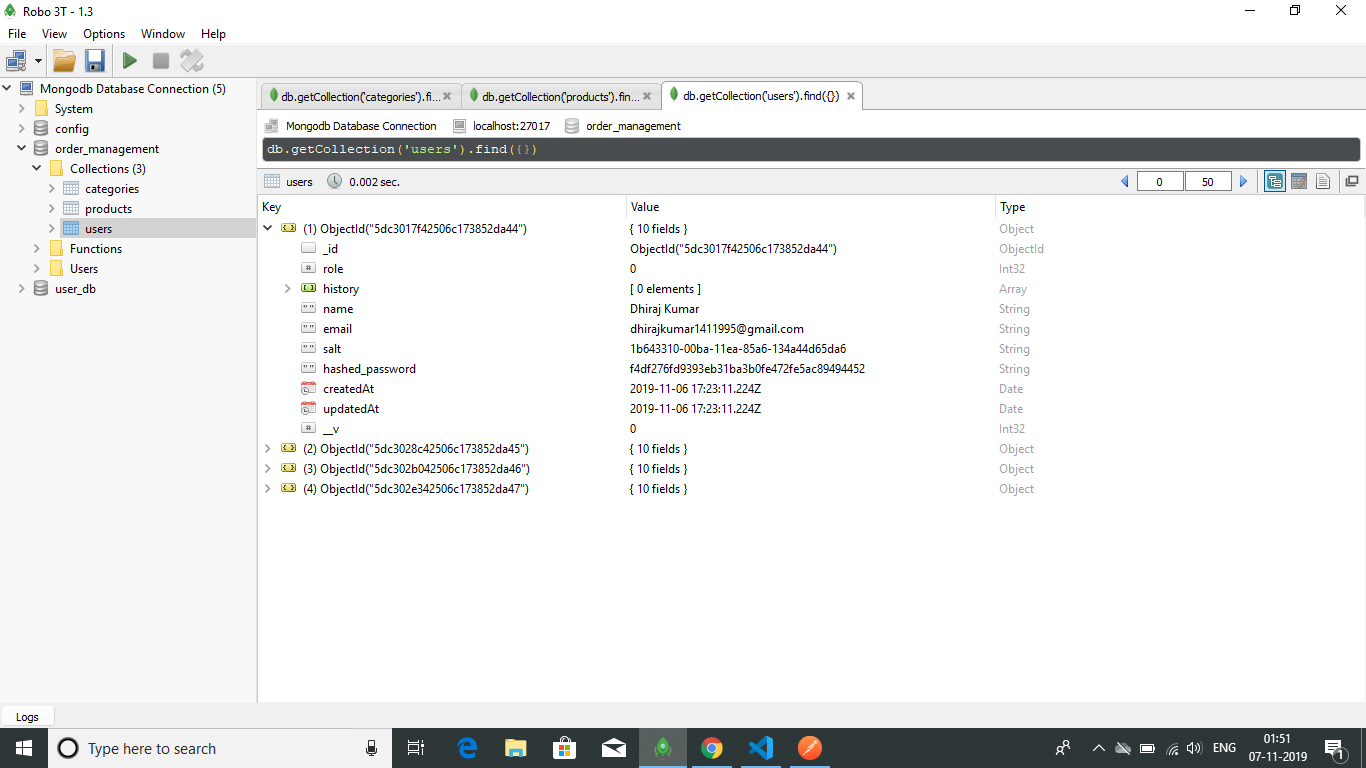 Robo 3T - 1.3
File View Options Window Help
Mongodb Database Connection (5)
System
config
order_management
Collections (3)
categories
products
users
Functions
Users
user_db
db.getCollection('categories').fi... db.getCollection('products').fin... db.getCollection('users').find({})
Mongodb Database Connection localhost:27017 order_management
db.getCollection('users').find({})
users 0.002 sec. 0 50
Key Value Type
(1) ObjectId("5dc3017f42506c173852da44") { 10 fields } Object
_id ObjectId("5dc3017f42506c173852da44") ObjectId
role 0 Int32
history [ 0 elements ] Array
name Dhiraj Kumar String
email dhirajkumar1411995@gmail.com String
salt 1b643310-00ba-11ea-85a6-134a44d65da6 String
hashed_password f4df276fd9393eb31ba3b0fe472fe5ac89494452 String
createdAt 2019-11-06 17:23:11.224Z Date
updatedAt 2019-11-06 17:23:11.224Z Date
__v 0 Int32
(2) ObjectId("5dc3028c42506c173852da45") { 10 fields } Object
(3) ObjectId("5dc302b042506c173852da46") { 10 fields } Object
(4) ObjectId("5dc302e342506c173852da47") { 10 fields } Object
Logs
Type here to search
ENG
01:51
07-11-2019
1